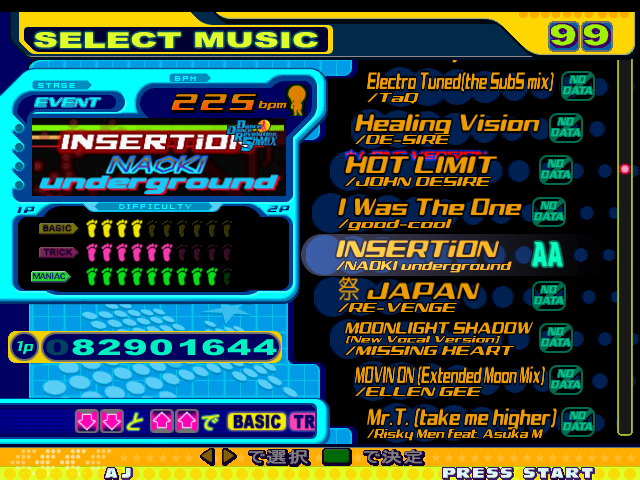 SELECT MUSIC
99
STAGE
EVENT
BPM
225 bpm
INSERTiON
Dance Dance Revolution 5thMIX
NAOKI
underground
1P
DIFFICULTY
2P
BASIC
TRICK
MANIAC
1p
082901644
と
で
BASIC
TR
Electro Tuned(the SubS mix)
/TaQ
NO DATA
Healing Vision
/DE-SIRE
NO DATA
HOT LIMIT
/JOHN DESIRE
NO DATA
I Was The One
/good-cool
NO DATA
INSERTiON
/NAOKI underground
AA
祭 JAPAN
/RE-VENGE
NO DATA
MOONLIGHT SHADOW
(New Vocal Version)
/MISSING HEART
NO DATA
MOVIN ON (Extended Moon Mix)
/ELLEN GEE
NO DATA
Mr.T. (take me higher)
/Risky Men feat. Asuka M
NO DATA
で選択
で決定
AJ
PRESS START